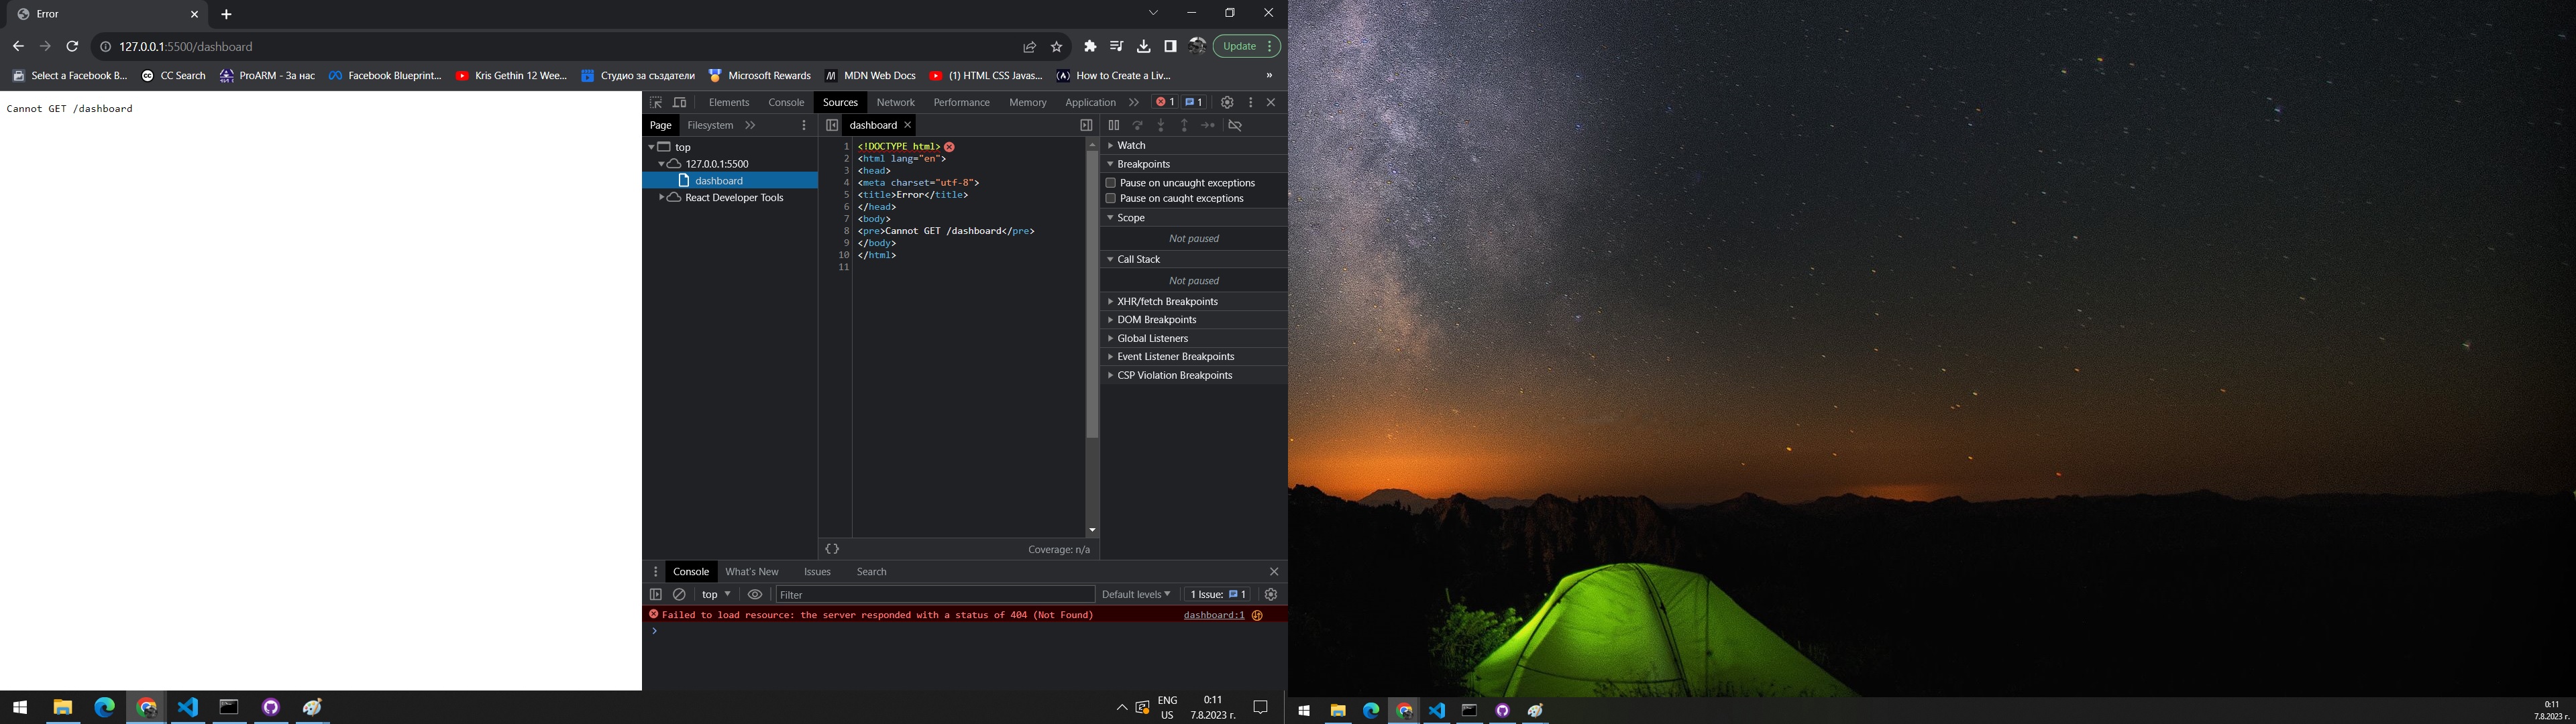 Error
127.0.0.1:5500/dashboard
Update
Select a Facebook B...
CC Search
ProARM - За нас
Facebook Blueprint...
Kris Gethin 12 Wee...
Студио за създатели
Microsoft Rewards
MDN Web Docs
(1) HTML CSS Javas...
How to Create a Liv...
»
Cannot GET /dashboard
Elements Console Sources Network Performance Memory Application 1 1
Page Filesystem
dashboard
top
127.0.0.1:5500
dashboard
React Developer Tools
1 <!DOCTYPE html>
2 <html lang="en">
3 <head>
4 <meta charset="utf-8">
5 <title>Error</title>
6 </head>
7 <body>
8 <pre>Cannot GET /dashboard</pre>
9 </body>
10 </html>
11
{} Coverage: n/a
Watch
Breakpoints
Pause on uncaught exceptions
Pause on caught exceptions
Scope
Not paused
Call Stack
Not paused
XHR/fetch Breakpoints
DOM Breakpoints
Global Listeners
Event Listener Breakpoints
CSP Violation Breakpoints
Console What's New Issues Search
top Filter Default levels 1 Issue: 1
Failed to load resource: the server responded with a status of 404 (Not Found) dashboard:1
ENG
US
0:11
7.8.2023 г.
0:11
7.8.2023 г.